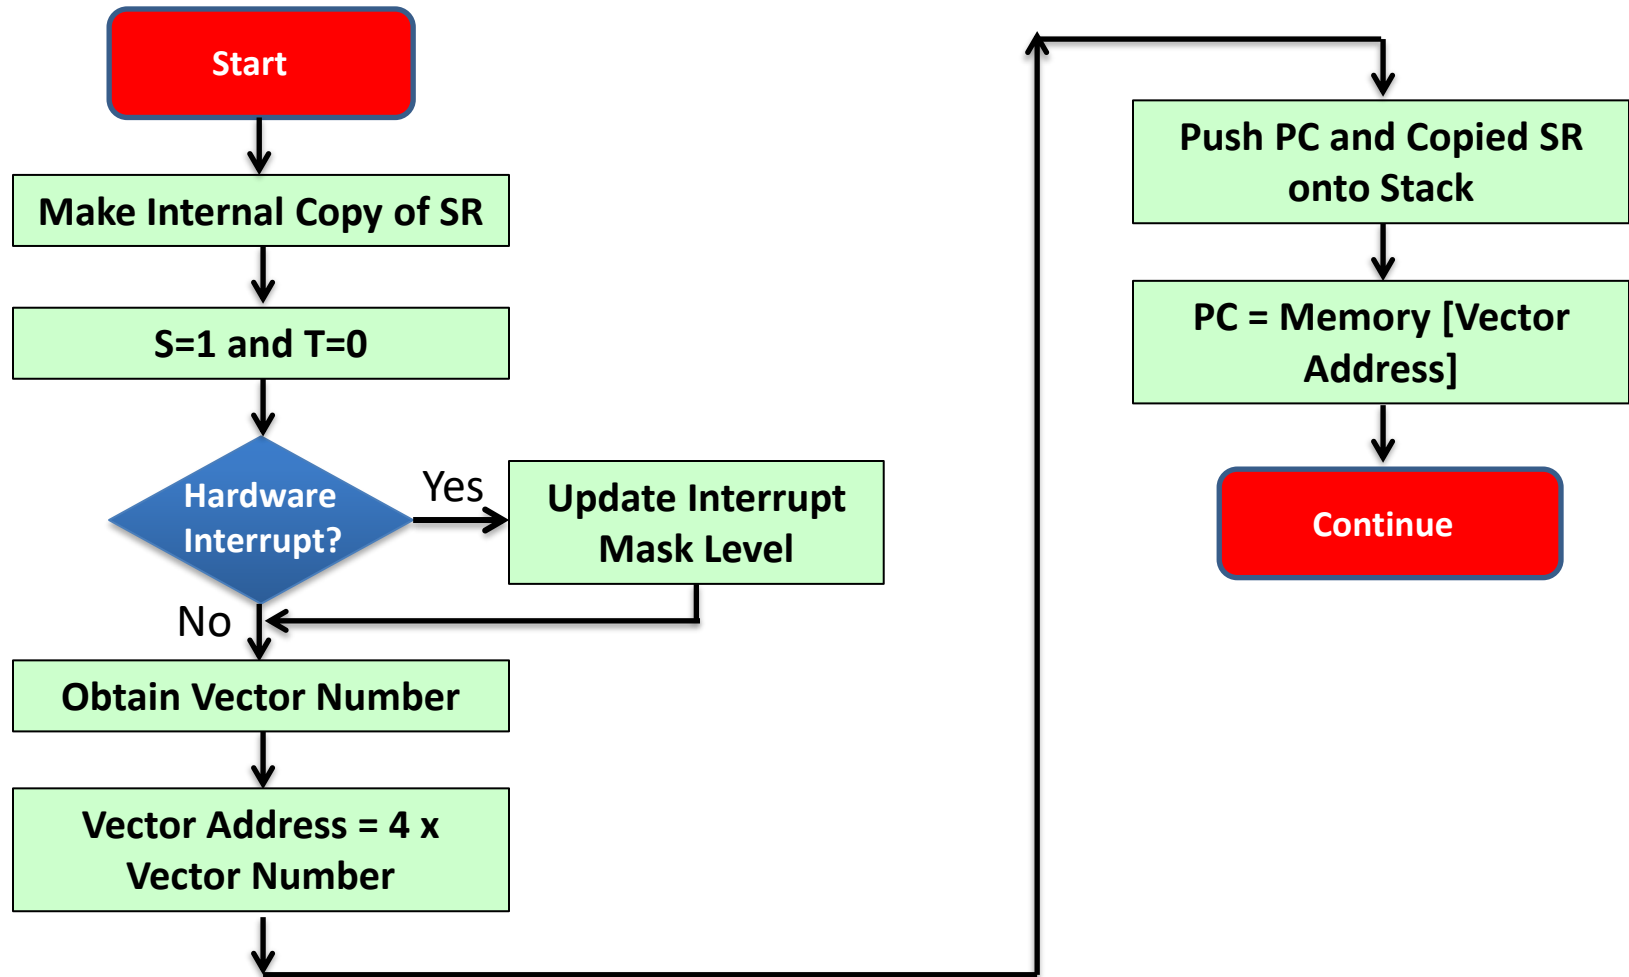 Start
Make Internal Copy of SR
S=1 and T=0
Hardware
Interrupt?
Yes
Update Interrupt
Mask Level
No
Obtain Vector Number
Vector Address = 4 x
Vector Number
Push PC and Copied SR
onto Stack
PC = Memory [Vector
Address]
Continue